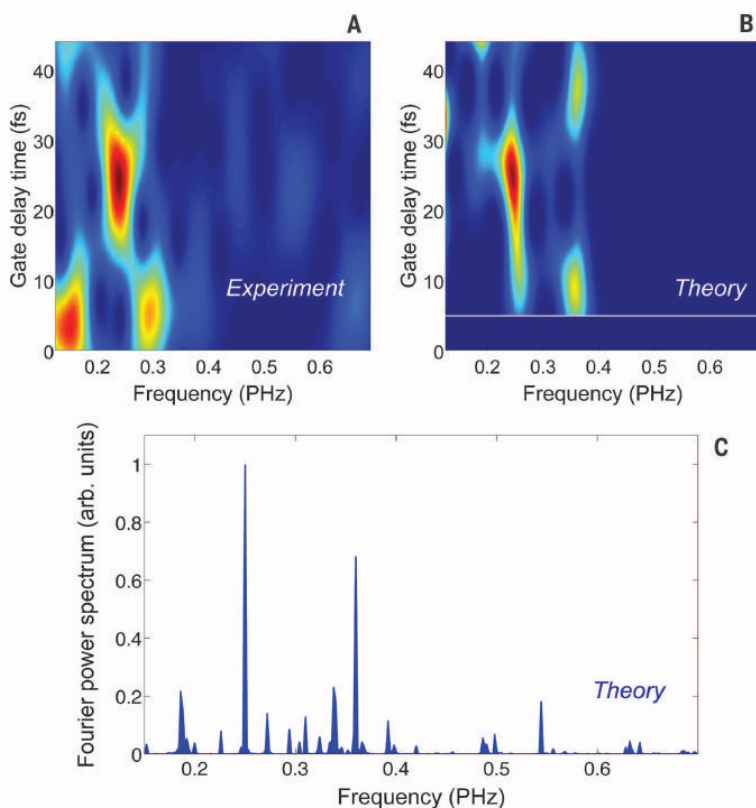 A
B
Gate delay time (fs)
40
30
20
10
0
Experiment
0.2 0.3 0.4 0.5 0.6
Frequency (PHz)
Gate delay time (fs)
40
30
20
10
0
Theory
0.2 0.3 0.4 0.5 0.6
Frequency (PHz)
C
Fourier power spectrum (arb. units)
1
0.8
0.6
0.4
0.2
0
Theory
0.2 0.3 0.4 0.5 0.6
Frequency (PHz)